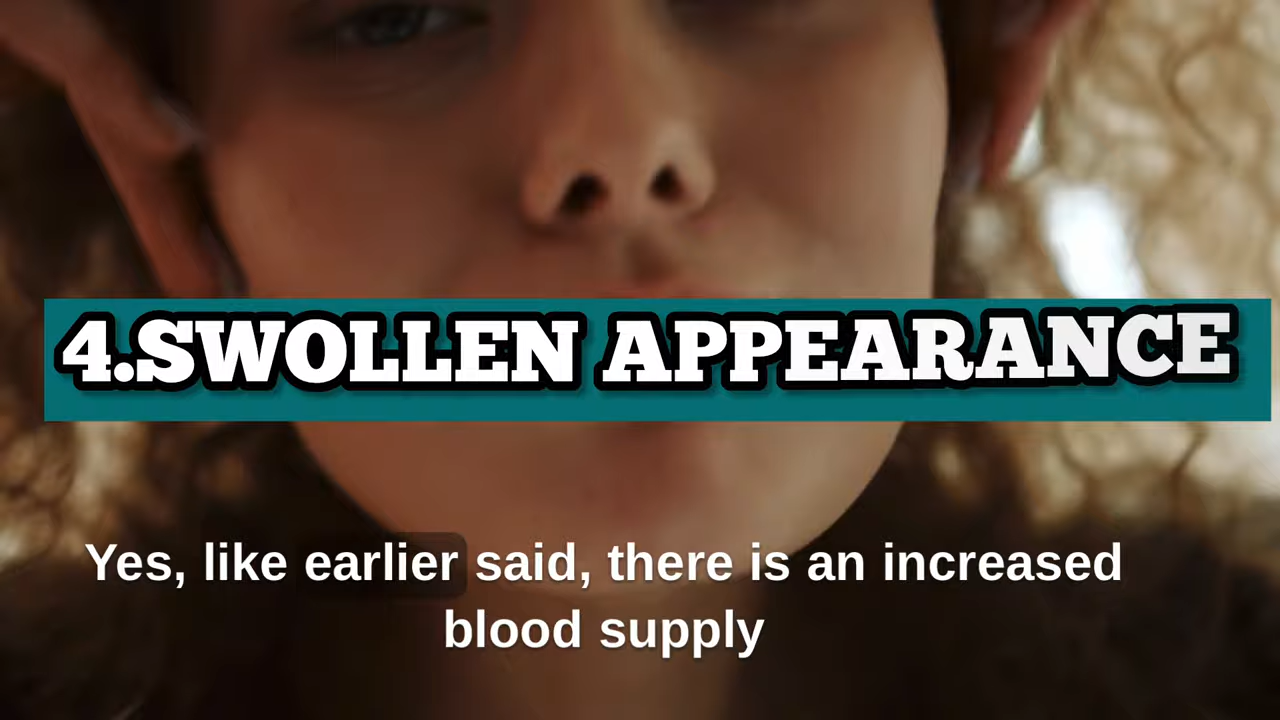 4.SWOLLEN APPEARANCE
Yes, like earlier said, there is an increased
blood supply